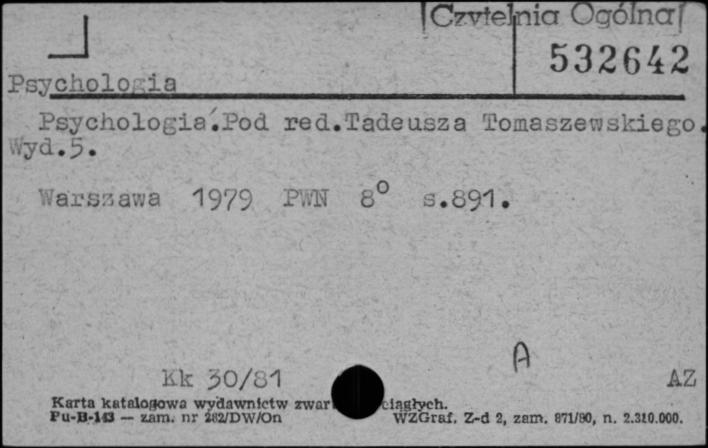 Czytelnia Ogólna
532642
Psychologia
Psychologia.Pod red.Tadeusza Tomaszewskiego.
Wyd.5.
Warszawa 1979 PWN 8° s.891.
A
Kk 30/81 AZ
Karta katalogowa wydawnictw ciągłych.
Pu-B-143 — zam. nr 282/DW/On WZGraf. Z-d 2, zam. 871/80, n. 2.310.000.